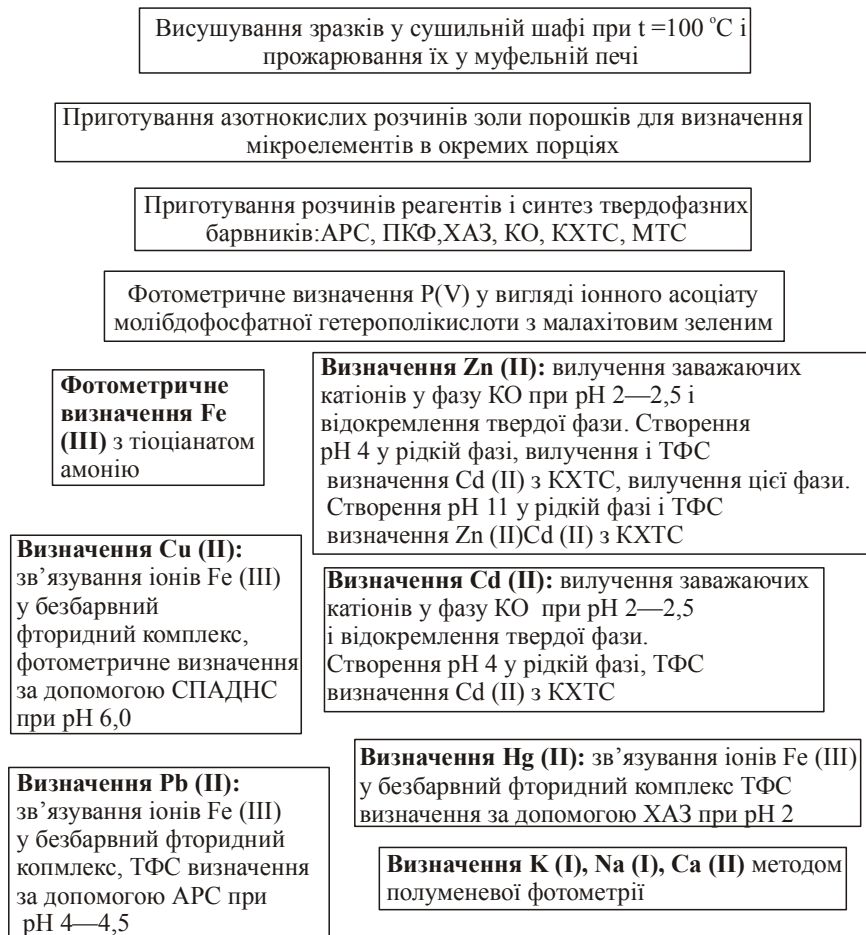 Висушування зразків у сушильній шафі при t =100 °С і
прожарювання їх у муфельній печі
Приготування азотнокислих розчинів золи порошків для визначення
мікроелементів в окремих порціях
Приготування розчинів реагентів і синтез твердофазних
барвників:АРС, ПКФ,ХАЗ, КО, КХТС, МТС
Фотометричне визначення P(V) у вигляді іонного асоціату
молібдофосфатної гетерополікислоти з малахітовим зеленим
Фотометричне
визначення Fe
(III) з тіоціанатом
амонію
Визначення Zn (II): вилучення заважаючих
катіонів у фазу КО при pH 2—2,5 і
відокремлення твердої фази. Створення
pH 4 у рідкій фазі, вилучення і ТФС
визначення Cd (II) з КХТС, вилучення цієї фази.
Створення pH 11 у рідкій фазі і ТФС
визначення Zn (II)Cd (II) з КХТС
Визначення Cu (II):
зв’язування іонів Fe (III)
у безбарвний
фторидний комплекс,
фотометричне визначення
за допомогою СПАДНС
при pH 6,0
Визначення Cd (II): вилучення заважаючих
катіонів у фазу КО при pH 2—2,5
і відокремлення твердої фази.
Створення pH 4 у рідкій фазі, ТФС
визначення Cd (II) з КХТС
Визначення Hg (II): зв’язування іонів Fe (III)
у безбарвний фторидний комплекс ТФС
визначення за допомогою ХАЗ при pH 2
Визначення Pb (II):
зв’язування іонів Fe (III)
у безбарвний фторидний
копмлекс, ТФС визначення
за допомогою АРС при
pH 4—4,5
Визначення K (I), Na (I), Ca (II) методом
полуменевої фотометрії